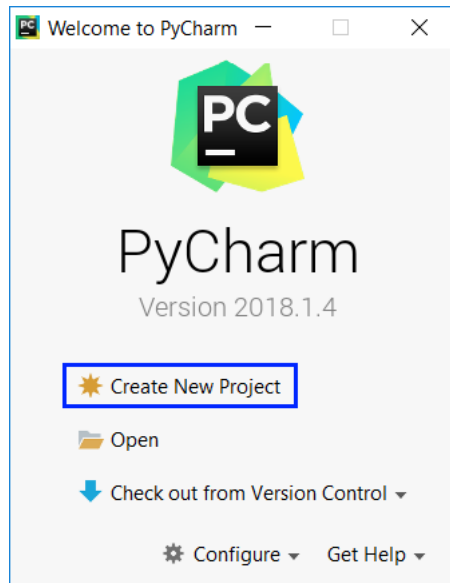 PC Welcome to PyCharm
PC
PyCharm
Version 2018.1.4
Create New Project
Open
Check out from Version Control
Configure Get Help